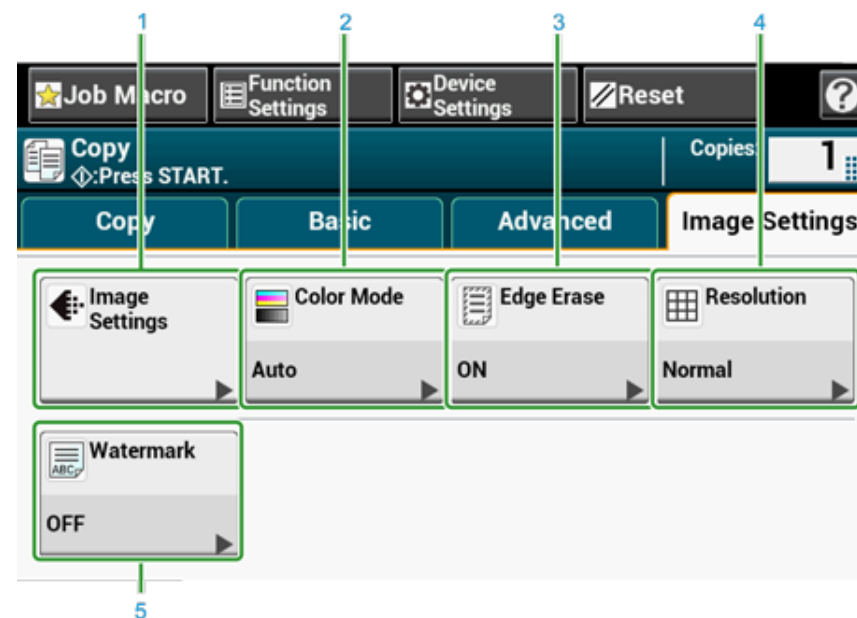 1 2 3 4
Job Macro Function Settings Device Settings Reset ?
Copy
:Press START.
Copies: 1
Copy Basic Advanced Image Settings
Image Settings
Color Mode
Auto
Edge Erase
ON
Resolution
Normal
Watermark
ABC
OFF
5